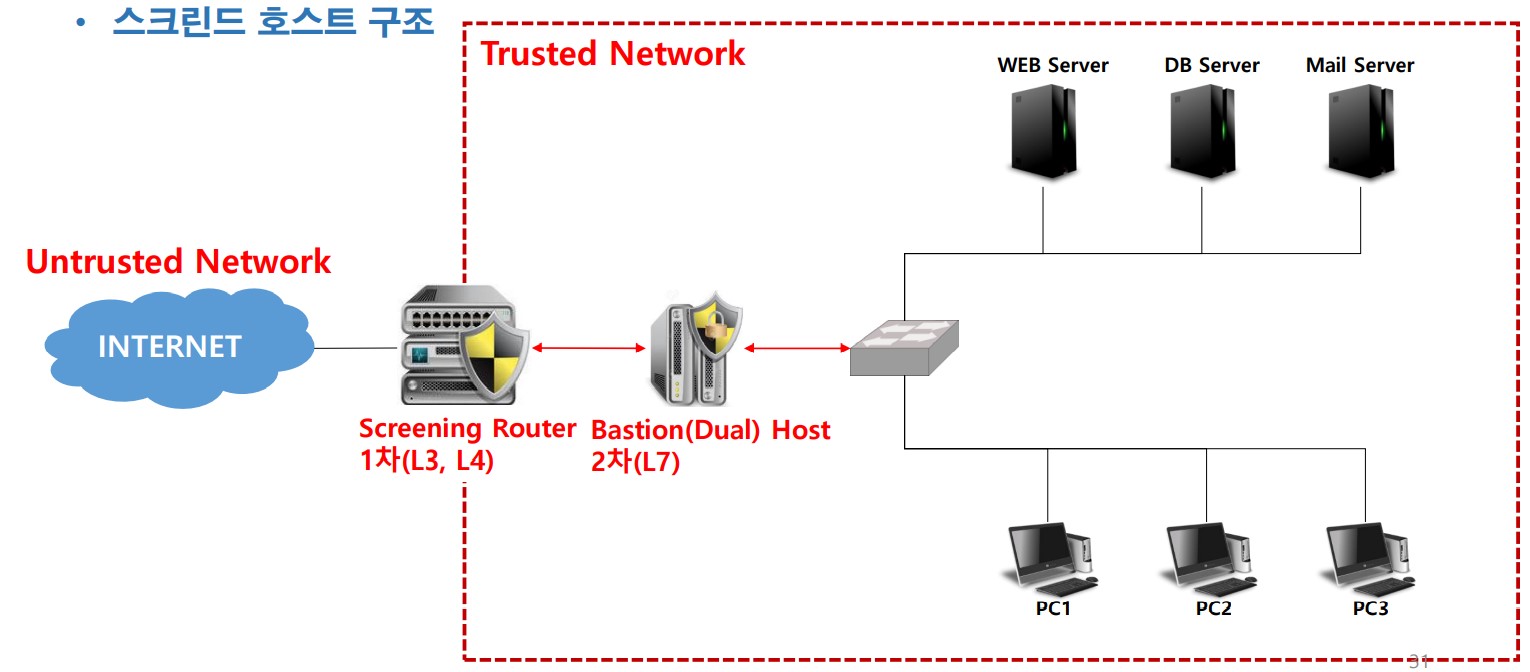 • 스크린드 호스트 구조
Trusted Network
WEB Server
DB Server
Mail Server
Untrusted Network
INTERNET
Screening Router
1차(L3, L4)
Bastion(Dual) Host
2차(L7)
PC1
PC2
PC3
31